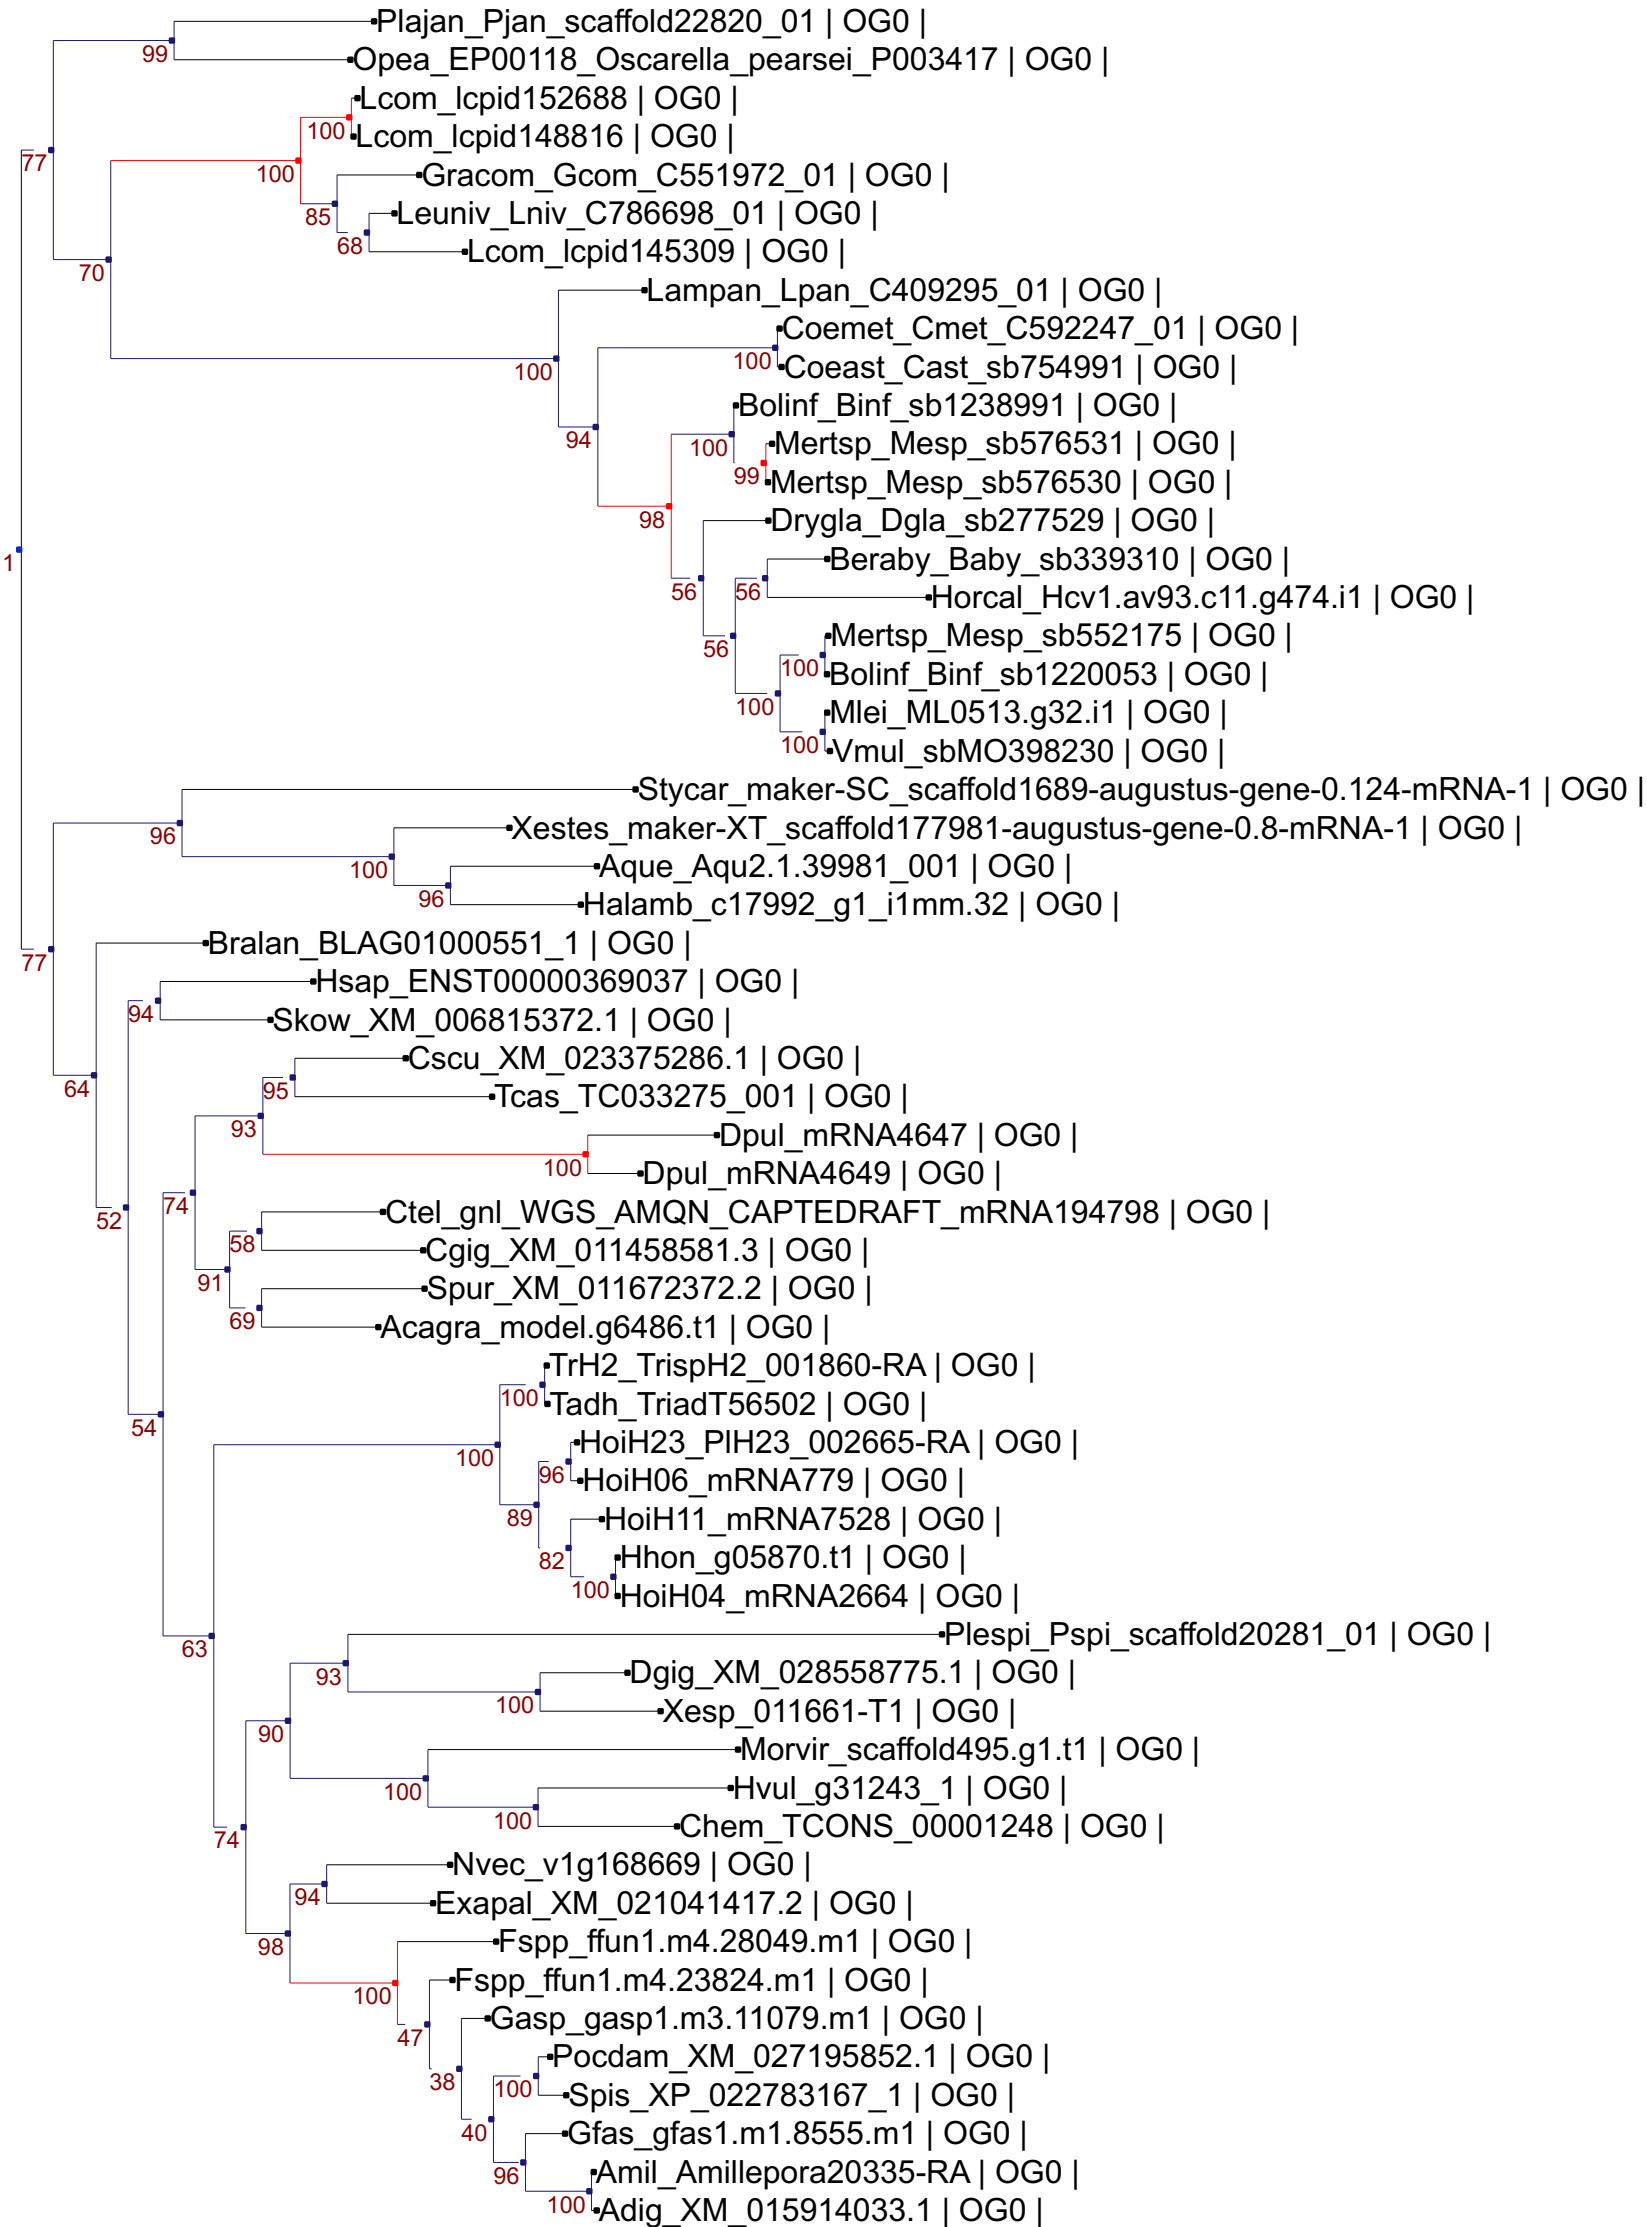 Plajan_Pjan_scaffold22820_01 | OG0 |
99
Opea_EP00118_Oscarella_pearsei_P003417 | OG0 |
Lcom_lcpid152688 | OG0 |
100
Lcom_lcpid148816 | OG0 |
77
100
Gracom_Gcom_C551972_01 | OG0 |
85
Leuniv_Lniv_C786698_01 | OG0 |
68
Lcom_lcpid145309 | OG0 |
70
Lampan_Lpan_C409295_01 | OG0 |
Coemet_Cmet_C592247_01 | OG0 |
100
Coeast_Cast_sb754991 | OG0 |
100
Bolinf_Binf_sb1238991 | OG0 |
94
100
Mertsp_Mesp_sb576531 | OG0 |
99
Mertsp_Mesp_sb576530 | OG0 |
98
Drygla_Dgla_sb277529 | OG0 |
1
Beraby_Baby_sb339310 | OG0 |
56
56
Horcal_Hcv1.av93.c11.g474.i1 | OG0 |
Mertsp_Mesp_sb552175 | OG0 |
56
100
Bolinf_Binf_sb1220053 | OG0 |
100
Mlei_ML0513.g32.i1 | OG0 |
100
Vmul_sbMO398230 | OG0 |
Stycar_maker-SC_scaffold1689-augustus-gene-0.124-mRNA-1 | OG0 |
96
Xestes_maker-XT_scaffold177981-augustus-gene-0.8-mRNA-1 | OG0 |
100
Aque_Aqu2.1.39981_001 | OG0 |
96
Halamb_c17992_g1_i1mm.32 | OG0 |
Bralan_BLAG01000551_1 | OG0 |
77
Hsap_ENST00000369037 | OG0 |
94
Skow_XM_006815372.1 | OG0 |
Cscu_XM_023375286.1 | OG0 |
64
95
Tcas_TC033275_001 | OG0 |
93
Dpul_mRNA4647 | OG0 |
100
Dpul_mRNA4649 | OG0 |
74
Ctel_gnl_WGS_AMQN_CAPTEDRAFT_mRNA194798 | OG0 |
52
58
Cgig_XM_011458581.3 | OG0 |
91
Spur_XM_011672372.2 | OG0 |
69
Acagra_model.g6486.t1 | OG0 |
TrH2_TrispH2_001860-RA | OG0 |
100
Tadh_TriadT56502 | OG0 |
54
HoiH23_PlH23_002665-RA | OG0 |
100
96
HoiH06_mRNA779 | OG0 |
89
HoiH11_mRNA7528 | OG0 |
82
Hhon_g05870.t1 | OG0 |
100
HoiH04_mRNA2664 | OG0 |
Plespi_Pspi_scaffold20281_01 | OG0 |
63
93
Dgig_XM_028558775.1 | OG0 |
100
Xesp_011661-T1 | OG0 |
90
Morvir_scaffold495.g1.t1 | OG0 |
100
Hvul_g31243_1 | OG0 |
100
Chem_TCONS_00001248 | OG0 |
74
Nvec_v1g168669 | OG0 |
94
Exapal_XM_021041417.2 | OG0 |
98
Fspp_ffun1.m4.28049.m1 | OG0 |
Fspp_ffun1.m4.23824.m1 | OG0 |
100
Gasp_gasp1.m3.11079.m1 | OG0 |
47
Pocdam_XM_027195852.1 | OG0 |
38
100
Spis_XP_022783167_1 | OG0 |
40
Gfas_gfas1.m1.8555.m1 | OG0 |
96
Amil_Amillepora20335-RA | OG0 |
100
Adig_XM_015914033.1 | OG0 |